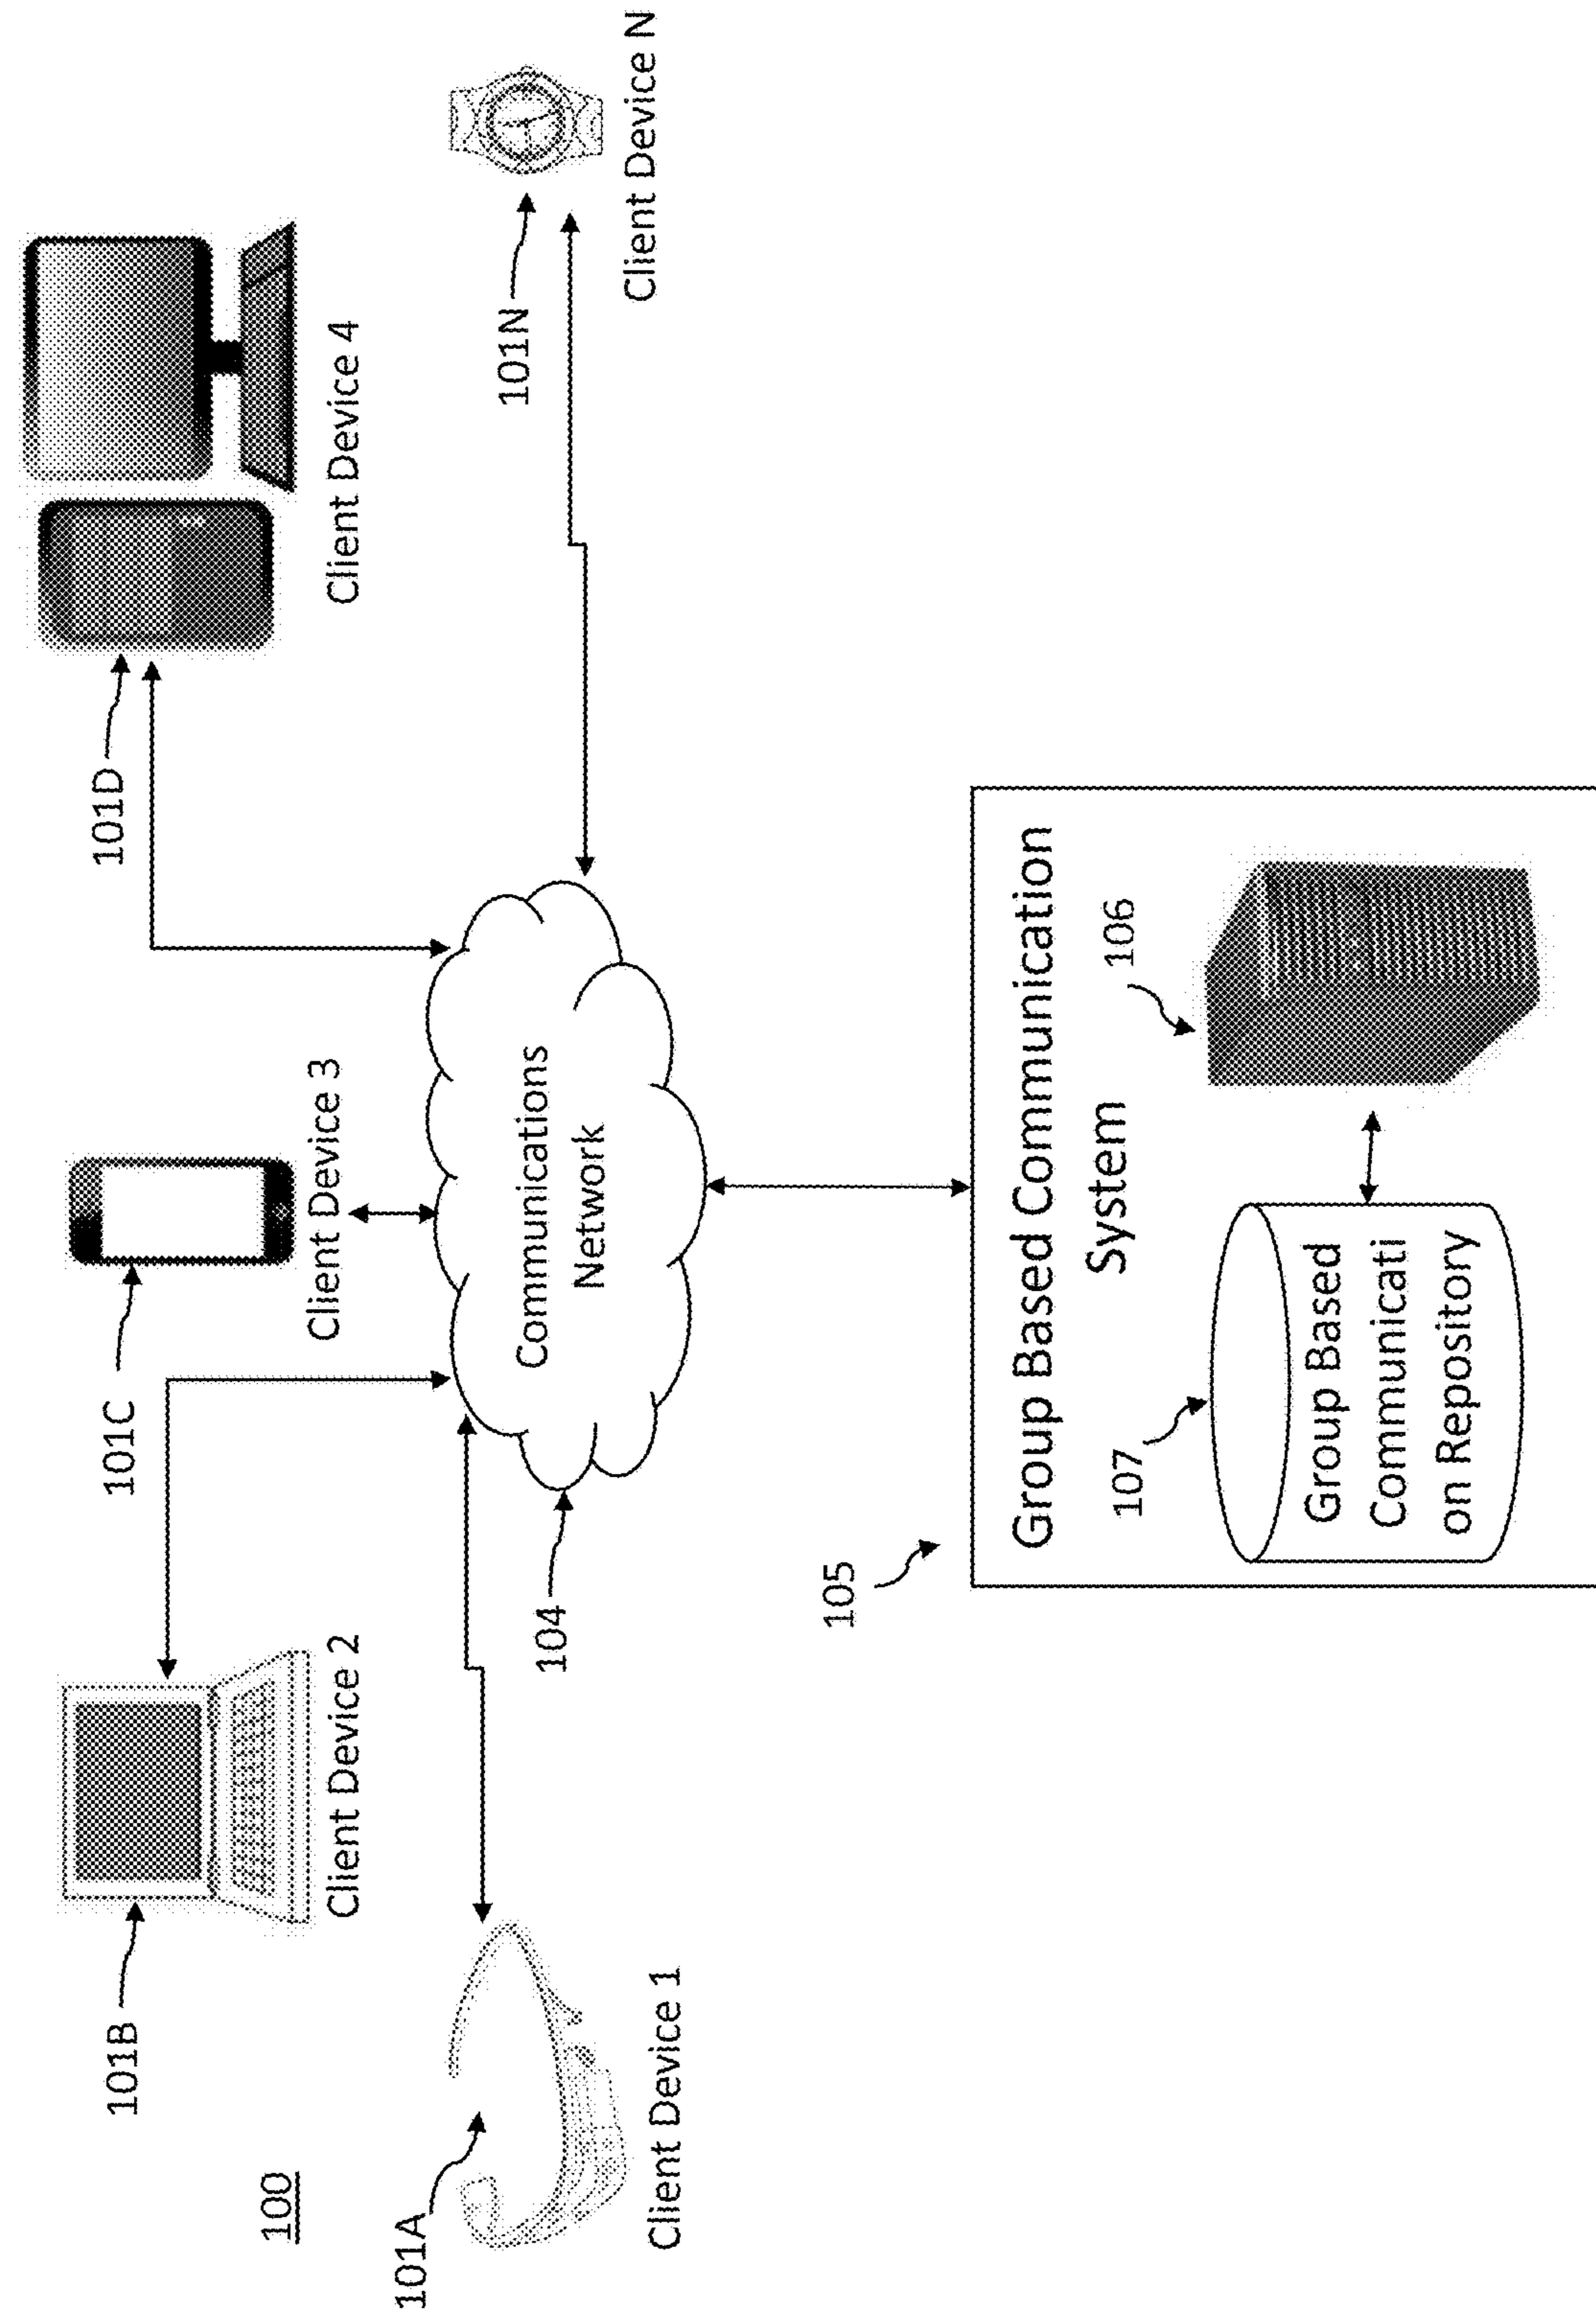 100
101B
Client Device 2
101C
Client Device 3
101D
Client Device 4
101A
Client Device 1
104
Communications
Network
101N
Client Device N
105
Group Based Communication
System
107
Group Based
Communicati
on Repository
106